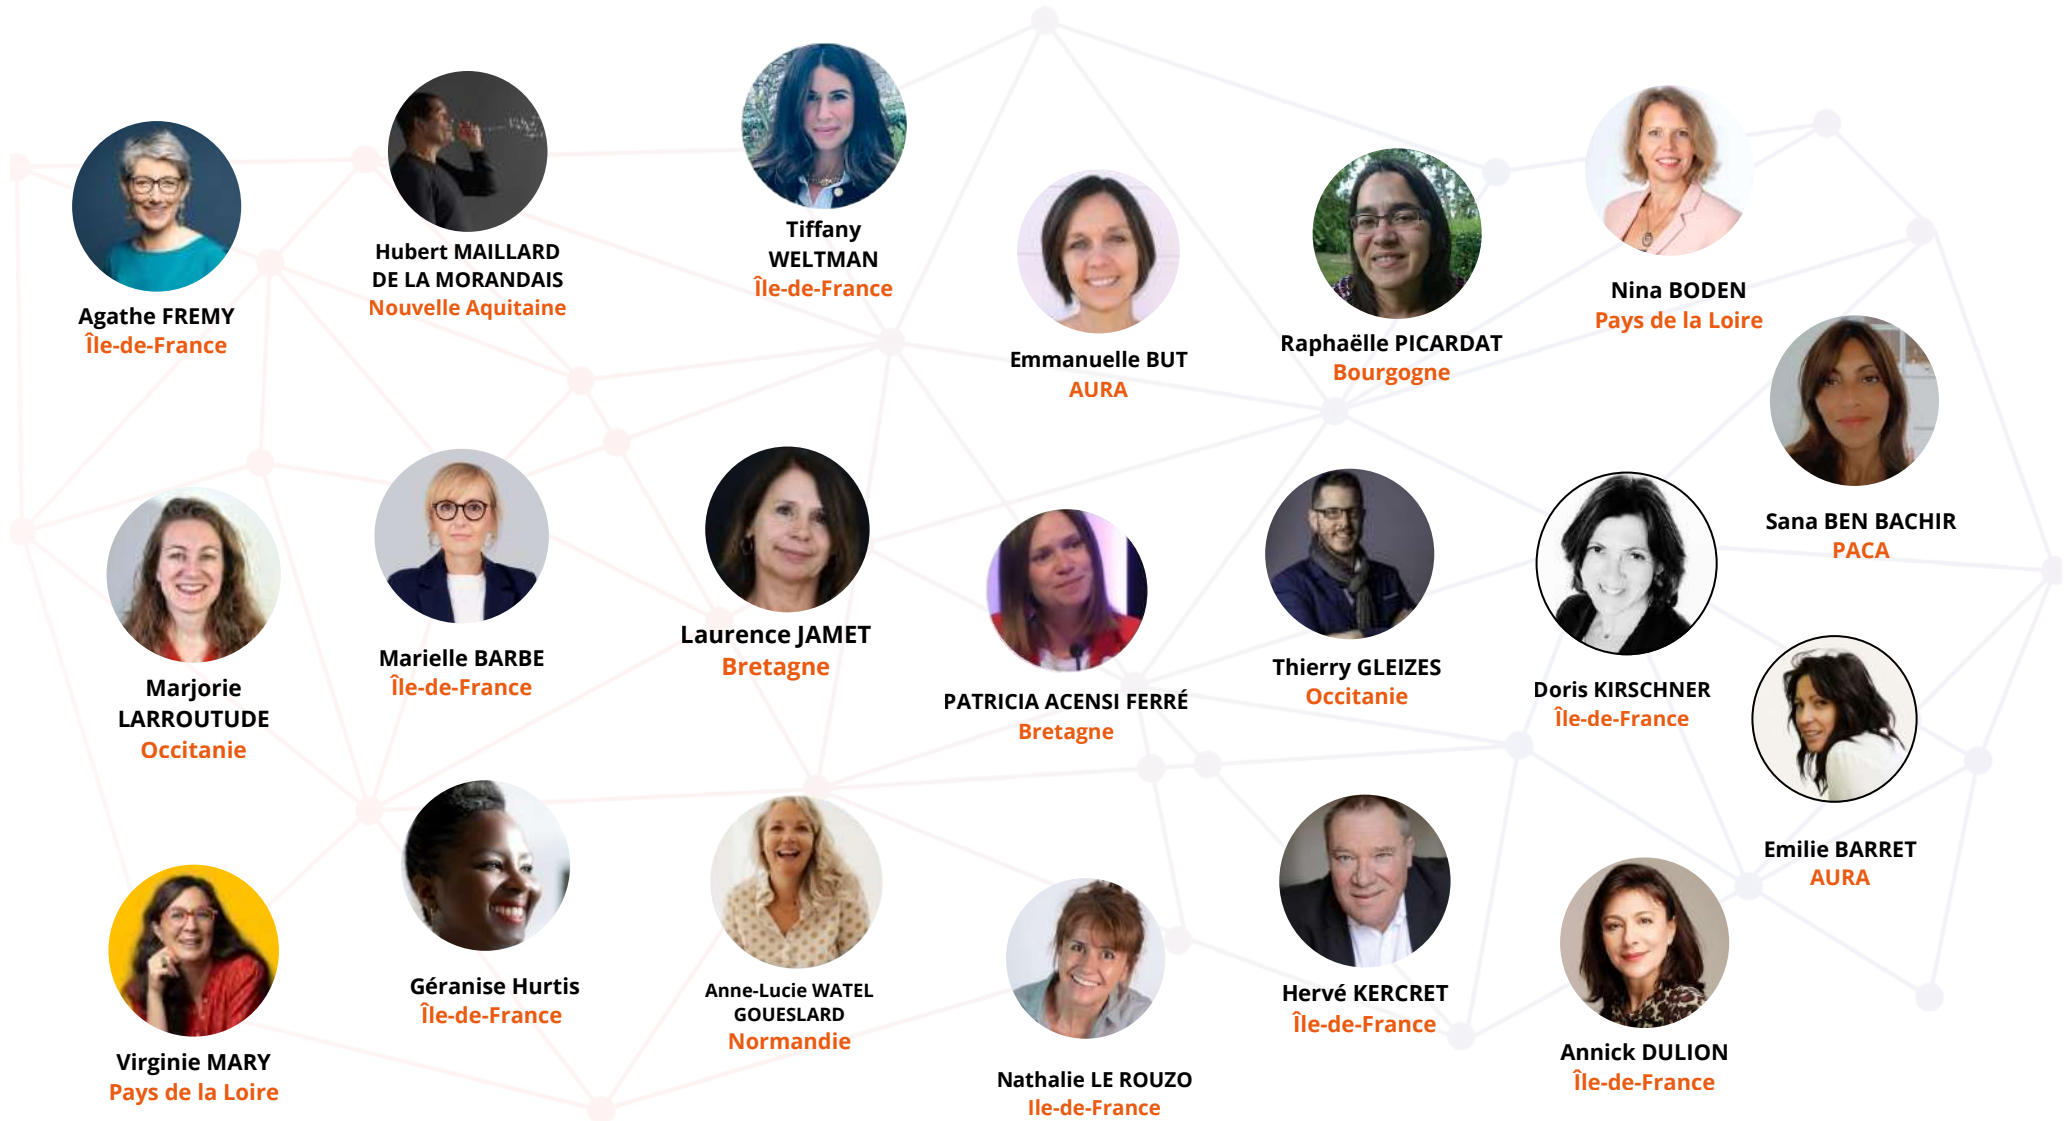 Agathe FREMY
Île-de-France
Hubert MAILLARD
DE LA MORANDAIS
Nouvelle Aquitaine
Tiffany
WELTMAN
Île-de-France
Emmanuelle BUT
AURA
Raphaëlle PICARDAT
Bourgogne
Nina BODEN
Pays de la Loire
Sana BEN BACHIR
PACA
Marjorie
LARROUTUDE
Occitanie
Marielle BARBE
Île-de-France
Laurence JAMET
Bretagne
PATRICIA ACENSI FERRÉ
Bretagne
Thierry GLEIZES
Occitanie
Doris KIRSCHNER
Île-de-France
Emilie BARRET
AURA
Virginie MARY
Pays de la Loire
Géranise Hurtis
Île-de-France
Anne-Lucie WATEL
GOUESLARD
Normandie
Nathalie LE ROUZO
Ile-de-France
Hervé KERCRET
Île-de-France
Annick DULION
Île-de-France